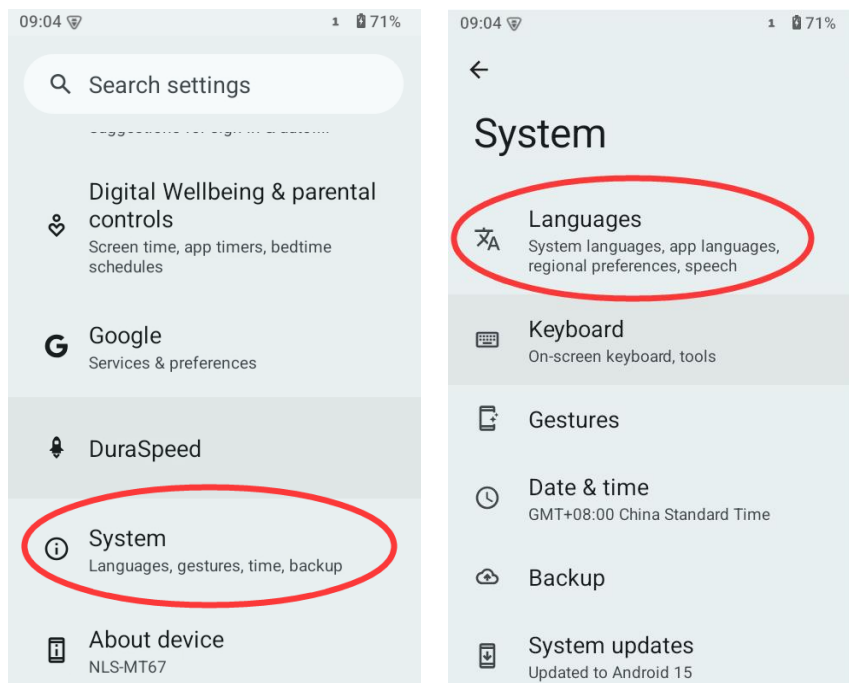 09:04 1 71%
Search settings
Digital Wellbeing & parental
controls
Screen time, app timers, bedtime
schedules
Google
Services & preferences
DuraSpeed
System
Languages, gestures, time, backup
About device
NLS-MT67
09:04 1 71%
System
Languages
System languages, app languages,
regional preferences, speech
Keyboard
On-screen keyboard, tools
Gestures
Date & time
GMT+08:00 China Standard Time
Backup
System updates
Updated to Android 15